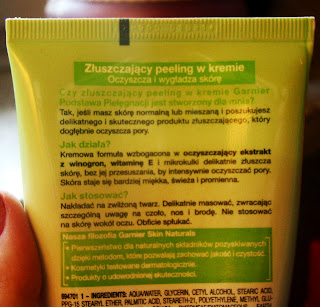 Złuszczający peeling w kremie
Oczyszcza i wygładza skórę
Czy złuszczający peeling w kremie Garnier
Podstawa Pielęgnacji jest stworzony dla mnie?
Tak, jeśli masz skórę normalną lub mieszaną i poszukujesz
delikatnego i skutecznego produktu złuszczającego, który
dogłębnie oczyszcza pory.
Jak działa?
Kremowa formuła wzbogacona w oczyszczający ekstrakt
z winogron, witaminę E i mikrokulki delikatnie złuszcza
skórę, bez jej przesuszania, by intensywnie oczyszczać pory.
Skóra staje się bardziej miękka, świeża i promienna.
Jak stosować?
Nakładać na zwilżoną twarz. Delikatnie masować, zwracając
szczególną uwagę na czoło, nos i brodę. Nie stosować
na skórę wokół oczu. Obficie spłukać.
Nasza filozofia Garnier Skin Naturals
• Pierwszeństwo dla naturalnych składników pozyskiwanych
dzięki metodom, które pozwalają zachować jakość i czystość.
• Kosmetyki testowane dermatologicznie.
• Produkty o udowodnionej skuteczności.
894701 1 - INGREDIENTS: AQUA/WATER, GLYCERIN, CETYL ALCOHOL, STEARIC ACID,
PPG-15 STEARYL ETHER, PALMITIC ACID, STEARETH-21, POLYETHYLENE, METHYL GLU-